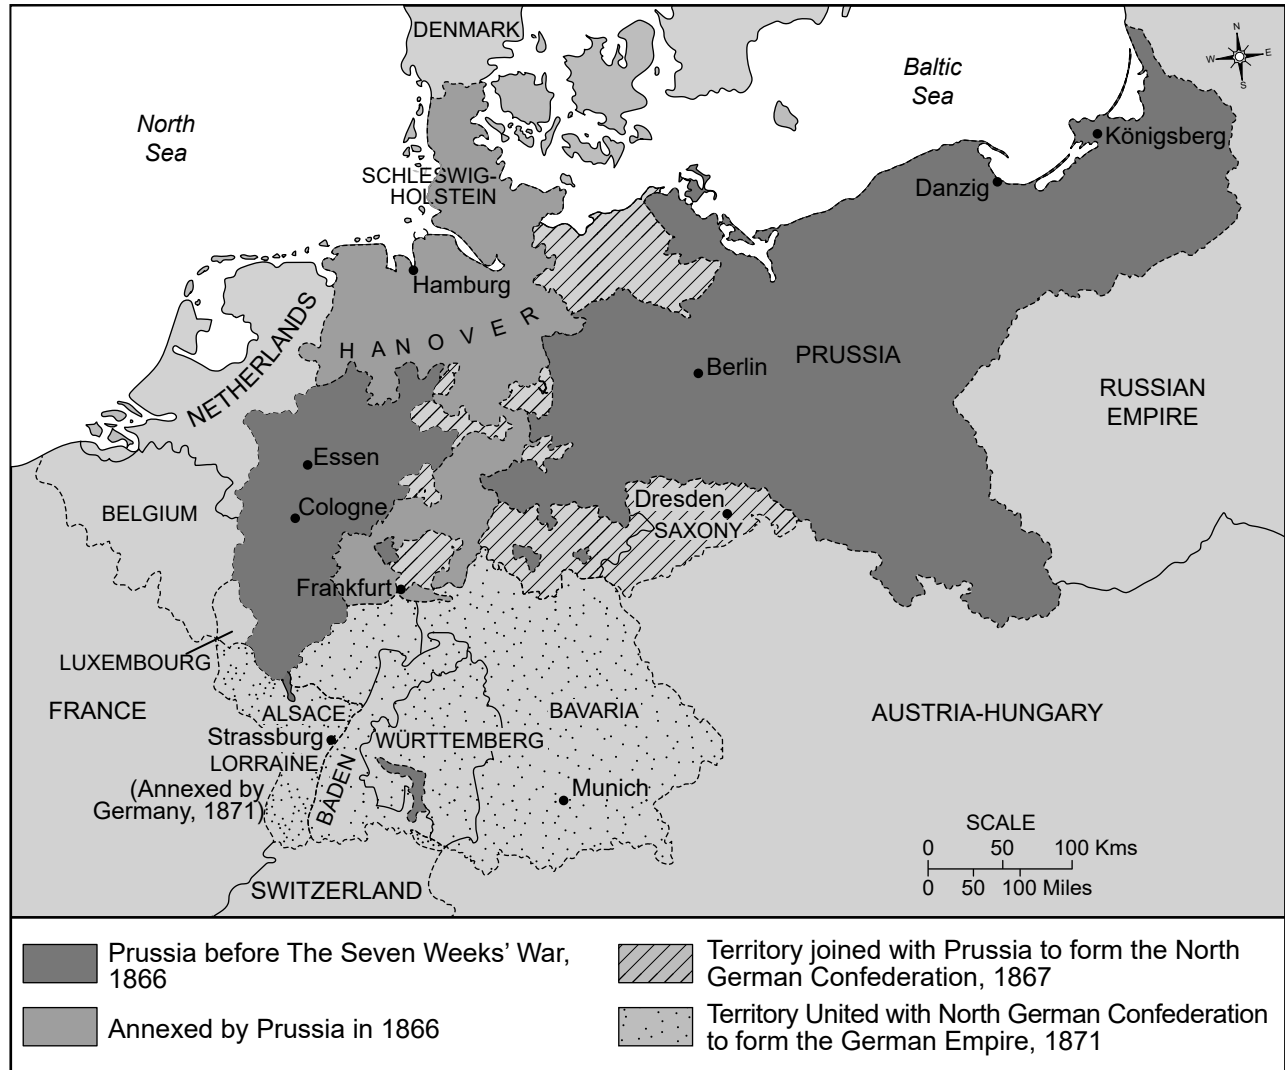 DENMARK
N
W
E
S
Baltic
Sea
North
Sea
Königsberg
SCHLESWIG-
HOLSTEIN
Danzig
Hamburg
NETHERLANDS
HANOVER
PRUSSIA
Berlin
RUSSIAN
EMPIRE
Essen
Cologne
BELGIUM
Dresden
SAXONY
Frankfurt
LUXEMBOURG
FRANCE
ALSACE
BAVARIA
AUSTRIA-HUNGARY
Strassburg
WÜRTTEMBERG
LORRAINE
(Annexed by
Germany, 1871)
BADEN
Munich
SCALE
0 50 100 Kms
0 50 100 Miles
SWITZERLAND
Prussia before The Seven Weeks' War,
1866
Annexed by Prussia in 1866
Territory joined with Prussia to form the North
German Confederation, 1867
Territory United with North German Confederation
to form the German Empire, 1871